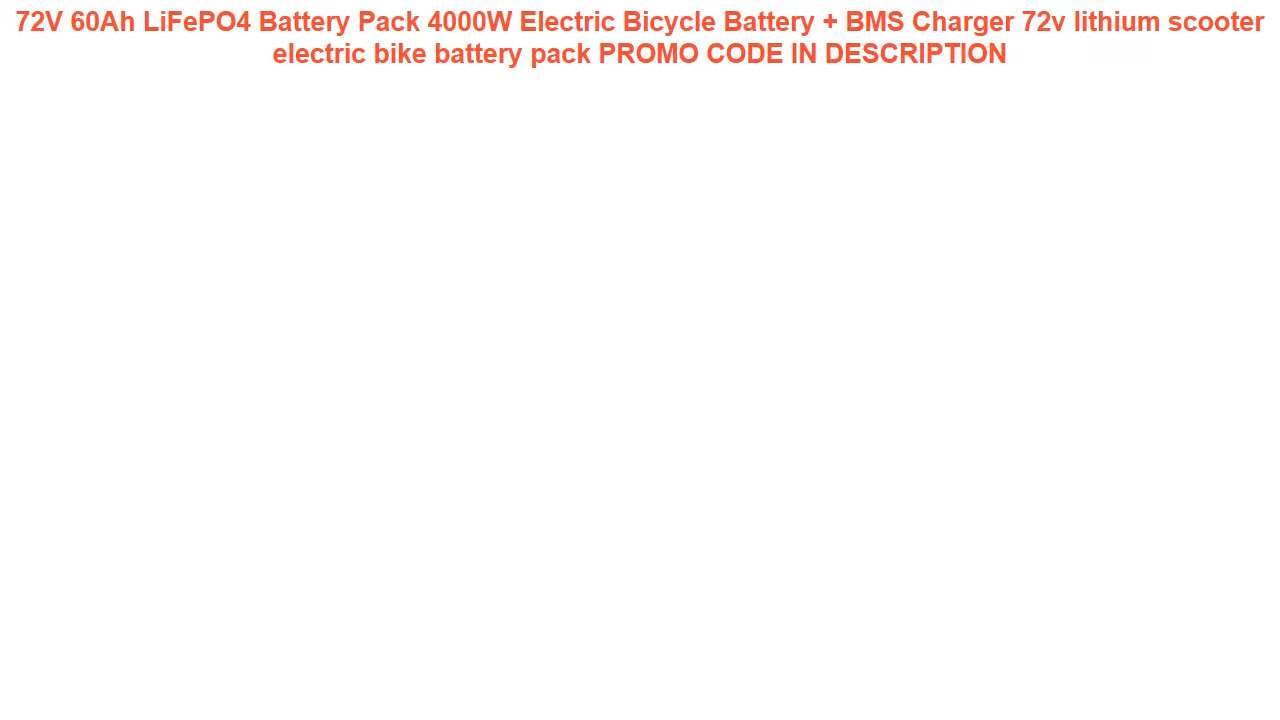 72V 60Ah LiFePO4 Battery Pack 4000W Electric Bicycle Battery + BMS Charger 72v lithium scooter
electric bike battery pack PROMO CODE IN DESCRIPTION